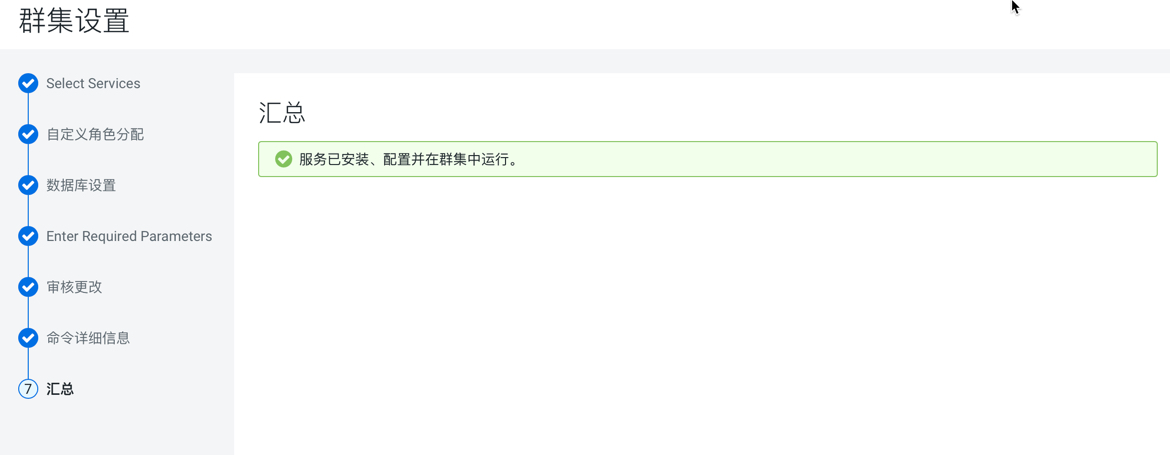 群集设置
Select Services
自定义角色分配
数据库设置
Enter Required Parameters
审核更改
命令详细信息
7 汇总
汇总
服务已安装、配置并在群集中运行。